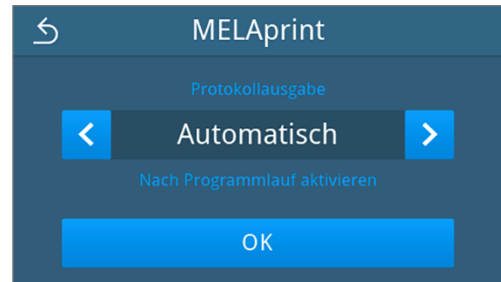 MELAprint
Protokollausgabe
Automatisch
Nach Programmlauf aktivieren
OK